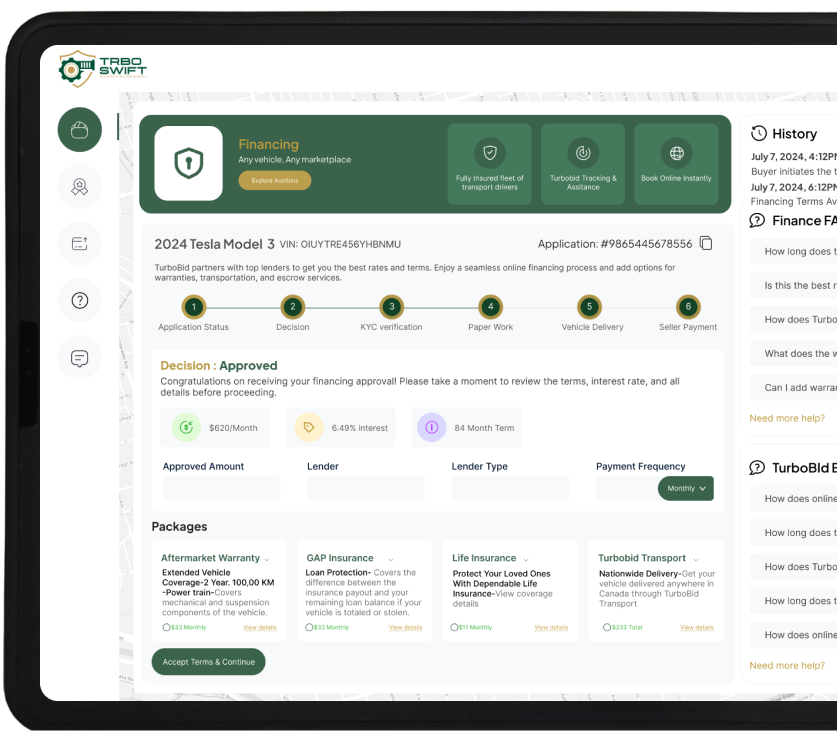 TRBO
SWIFT
Financing
Any vehicle, Any marketplace
Explore Auctions
Fully Insured fleet of
transport drivers
Turbobid Tracking &
Assitance
Book Online Instantly
2024 Tesla Model 3 VIN: OIUYTRE456YHBNMU
Application: #9865445678556
TurboBid partners with top lenders to get you the best rates and terms. Enjoy a seamless online financing process and add options for
warranties, transportation, and escrow services.
1 2 3 4 5 6
Application Status Decision KYC verification Paper Work Vehicle Delivery Seller Payment
Decision : Approved
Congratulations on receiving your financing approval! Please take a moment to review the terms, interest rate, and all
details before proceeding.
$620/Month 6.49% interest 84 Month Term
Approved Amount Lender Lender Type Payment Frequency
Monthly
Packages
Aftermarket Warranty
Extended Vehicle
Coverage-2 Year. 100,00 KM
-Power train-Covers
mechanical and suspension
components of the vehicle.
$33 Monthly View details
GAP Insurance
Loan Protection- Covers the
difference between the
insurance payout and your
remaining loan balance if your
vehicle is totaled or stolen.
$33 Monthly View details
Life Insurance
Protect Your Loved Ones
With Dependable Life
Insurance-View coverage
details
$11 Monthly View details
Turbobid Transport
Nationwide Delivery-Get your
vehicle delivered anywhere in
Canada through TurboBid
Transport
$233 Total View details
Accept Terms & Continue
History
July 7, 2024, 4:12P
Buyer initiates the t
July 7, 2024, 6:12P
Financing Terms Av
Finance FA
How long does t
Is this the best r
How does Turbo
What does the w
Can I add warra
Need more help?
TurboBId E
How does online
How long does t
How does Turbo
How long does t
How does online
Need more help?